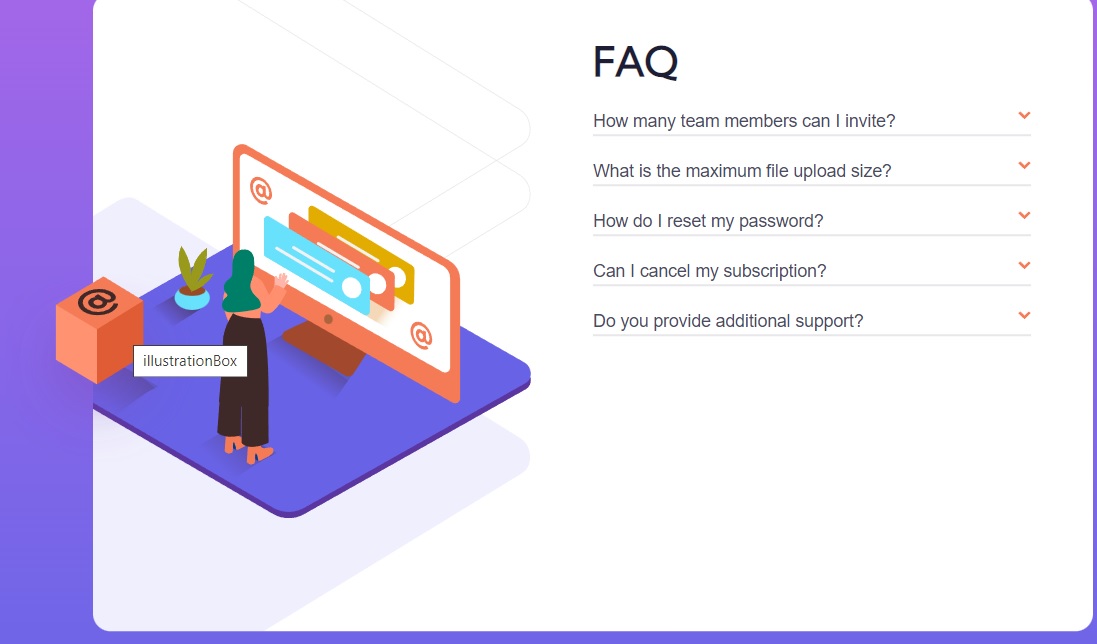 FAQ
How many team members can I invite?
What is the maximum file upload size?
How do I reset my password?
Can I cancel my subscription?
Do you provide additional support?
@
@
@
illustrationBox